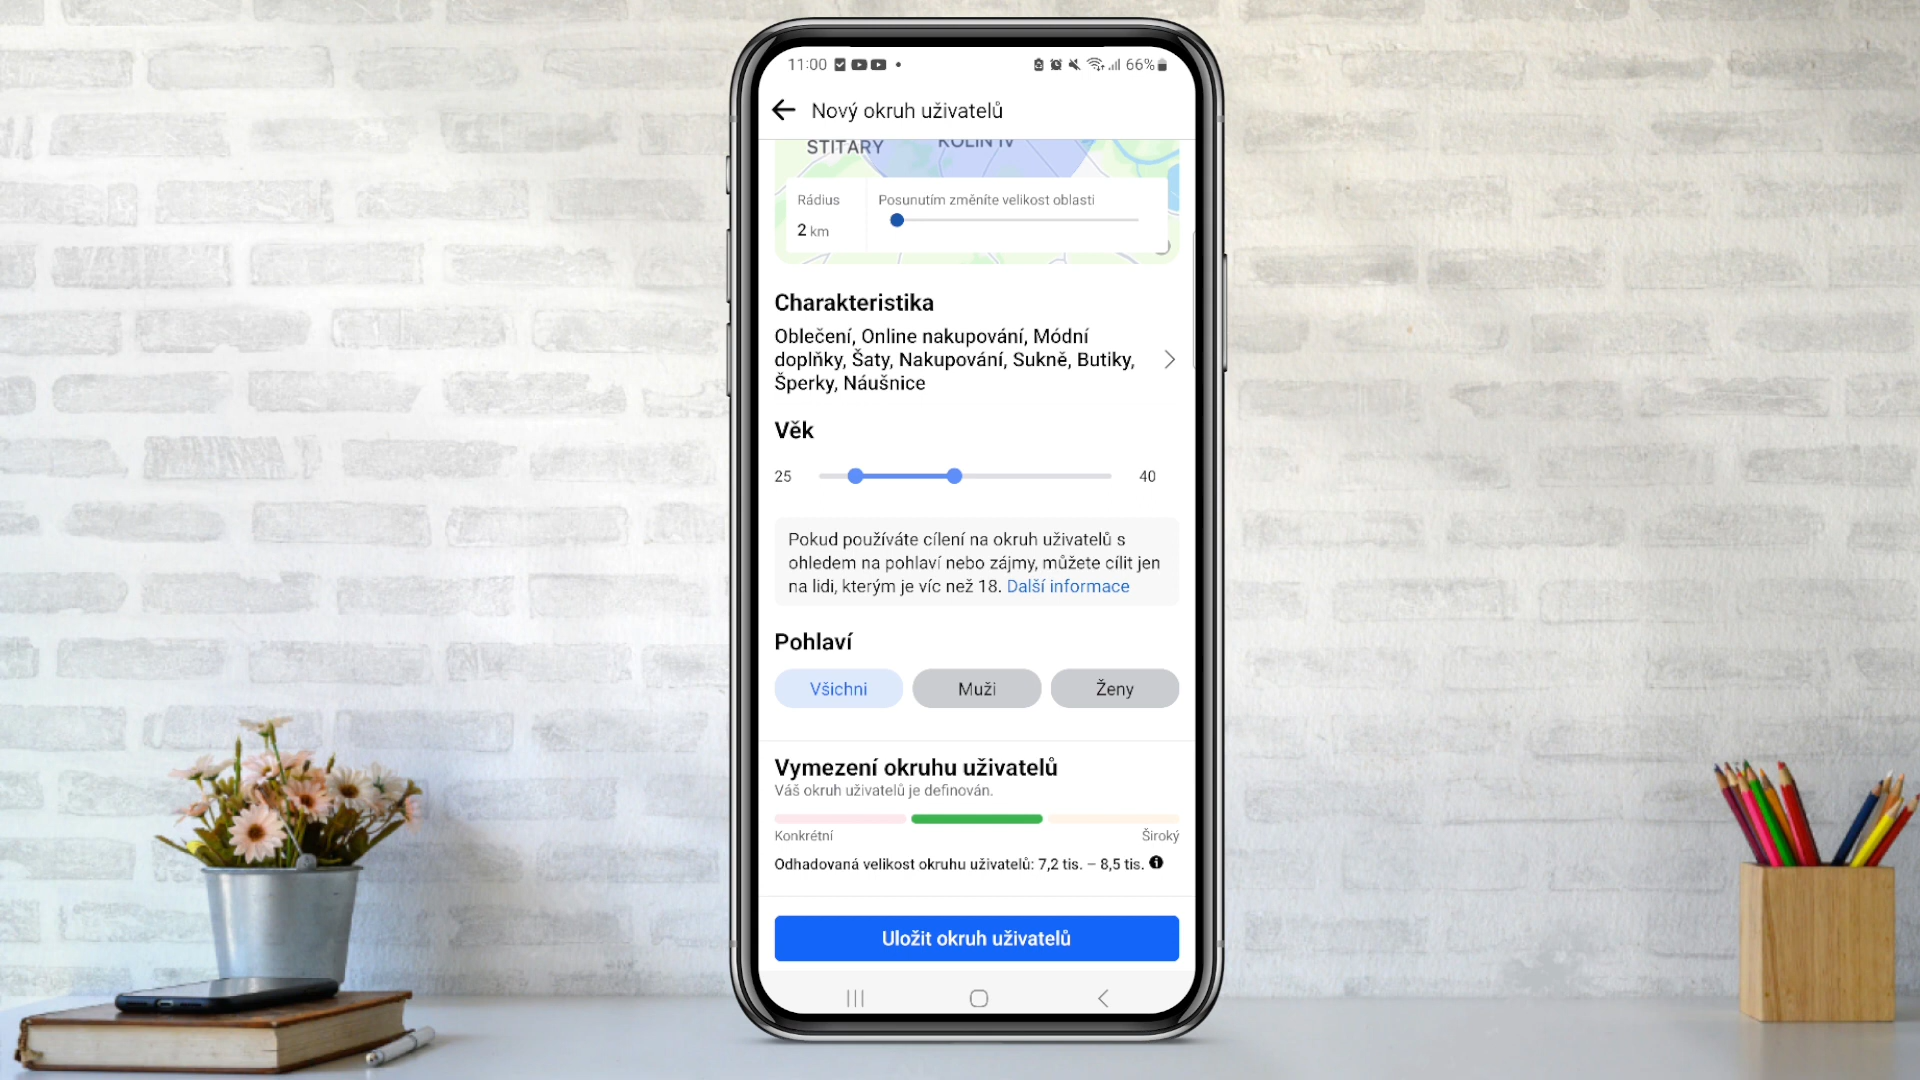 11:00
66%
Nový okruh uživatelů
STITARY
KOLIN IV
Rádius
Posunutím změníte velikost oblasti
2 km
Charakteristika
Oblečení, Online nakupování, Módní
doplňky, Šaty, Nakupování, Sukně, Butiky,
Šperky, Náušnice
Věk
25
40
Pokud používáte cílení na okruh uživatelů s
ohledem na pohlaví nebo zájmy, můžete cílit jen
na lidi, kterým je víc než 18. Další informace
Pohlaví
Všichni
Muži
Ženy
Vymezení okruhu uživatelů
Váš okruh uživatelů je definován.
Konkrétní
Široký
Odhadovaná velikost okruhu uživatelů: 7,2 tis. – 8,5 tis.
Uložit okruh uživatelů